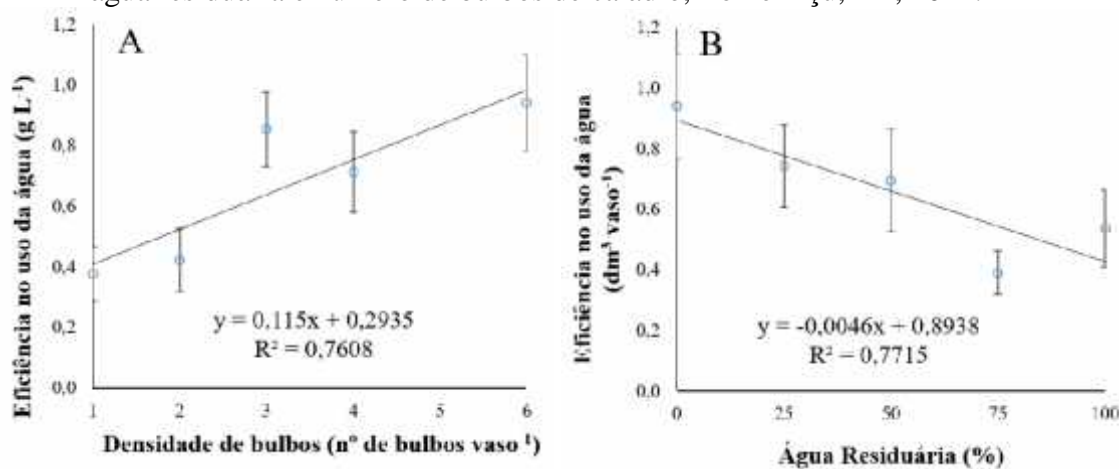 A
Eficiência no uso da água (g L⁻¹)
1,2
1,0
0,8
0,6
0,4
0,2
0,0
y = 0,115x + 0,2935
R² = 0,7608
1 2 3 4 5 6
Densidade de bulbos (nº de bulbos vaso⁻¹)
B
Eficiência no uso da água
(dm³ vaso⁻¹)
1,2
1,0
0,8
0,6
0,4
0,2
0,0
y = -0,0046x + 0,8938
R² = 0,7715
0 25 50 75 100
Água Residuária (%)